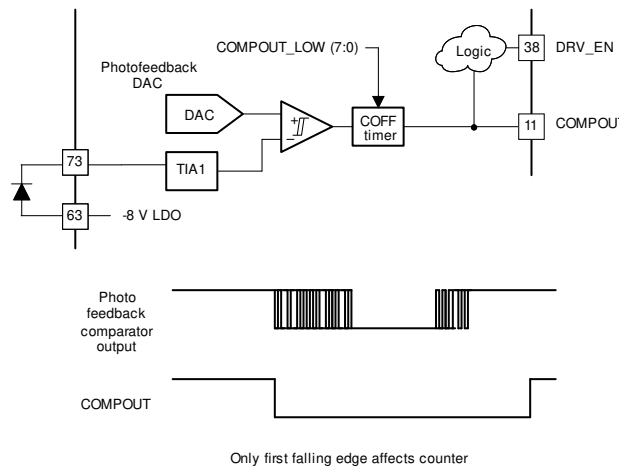 COMPOUT_LOW (7:0)
Logic
38
DRV_EN
Photofeedback
DAC
DAC
+
−
COFF
timer
11
COMPOUT
73
TIA1
63
-8 V LDO
Photo
feedback
comparator
output
COMPOUT
Only first falling edge affects counter